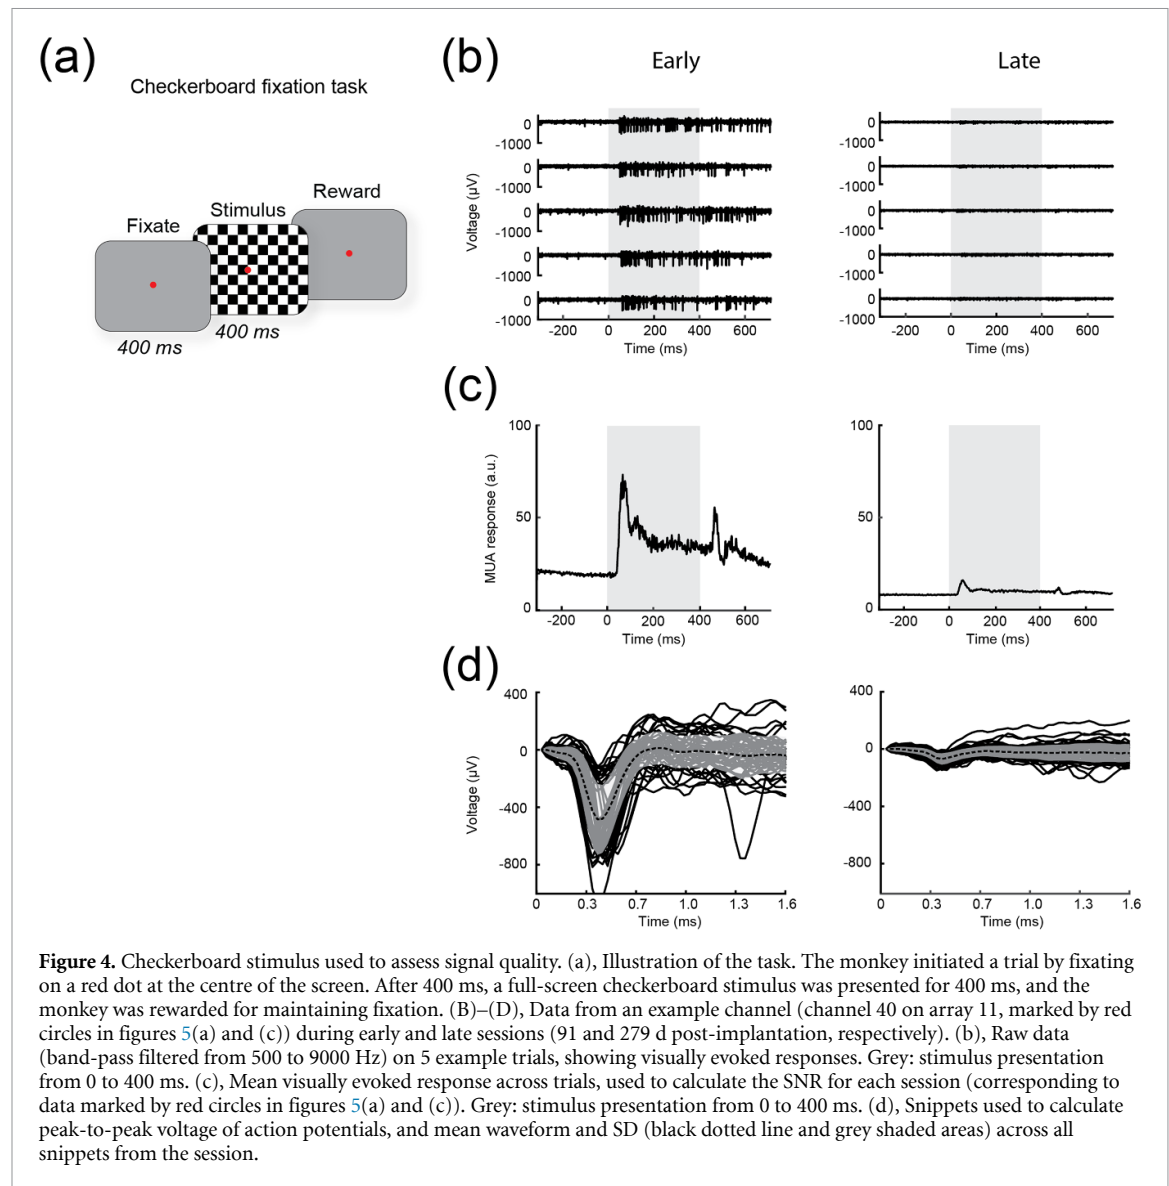 (a)
Checkerboard fixation task
Fixate
Stimulus
Reward
400 ms
400 ms
(b)
Early
Late
Voltage (µV)
0
-1000
0
-1000
0
-1000
0
-1000
0
-1000
-200
0
200
400
600
Time (ms)
0
-1000
0
-1000
0
-1000
0
-1000
0
-1000
-200
0
200
400
600
Time (ms)
(c)
MUA response (a.u.)
100
50
0
-200
0
200
400
600
Time (ms)
100
50
0
-200
0
200
400
600
Time (ms)
(d)
Voltage (µV)
400
0
-400
-800
0
0.3
0.7
1.0
1.3
1.6
Time (ms)
400
0
-400
-800
0
0.3
0.7
1.0
1.3
1.6
Time (ms)
Figure 4. Checkerboard stimulus used to assess signal quality. (a), Illustration of the task. The monkey initiated a trial by fixating
on a red dot at the centre of the screen. After 400 ms, a full-screen checkerboard stimulus was presented for 400 ms, and the
monkey was rewarded for maintaining fixation. (B)–(D), Data from an example channel (channel 40 on array 11, marked by red
circles in figures 5(a) and (c)) during early and late sessions (91 and 279 d post-implantation, respectively). (b), Raw data
(band-pass filtered from 500 to 9000 Hz) on 5 example trials, showing visually evoked responses. Grey: stimulus presentation
from 0 to 400 ms. (c), Mean visually evoked response across trials, used to calculate the SNR for each session (corresponding to
data marked by red circles in figures 5(a) and (c)). Grey: stimulus presentation from 0 to 400 ms. (d), Snippets used to calculate
peak-to-peak voltage of action potentials, and mean waveform and SD (black dotted line and grey shaded areas) across all
snippets from the session.